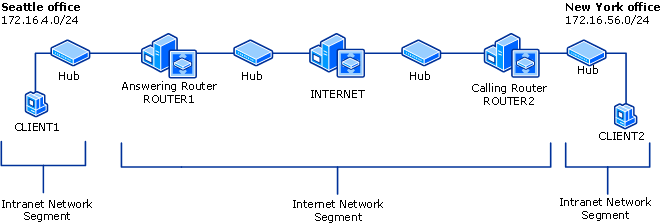 Seattle office
172.16.4.0/24
New York office
172.16.56.0/24
Hub
Answering Router
ROUTER1
Hub
INTERNET
Hub
Calling Router
ROUTER2
Hub
CLIENT1
CLIENT2
Intranet Network
Segment
Internet Network
Segment
Intranet Network
Segment